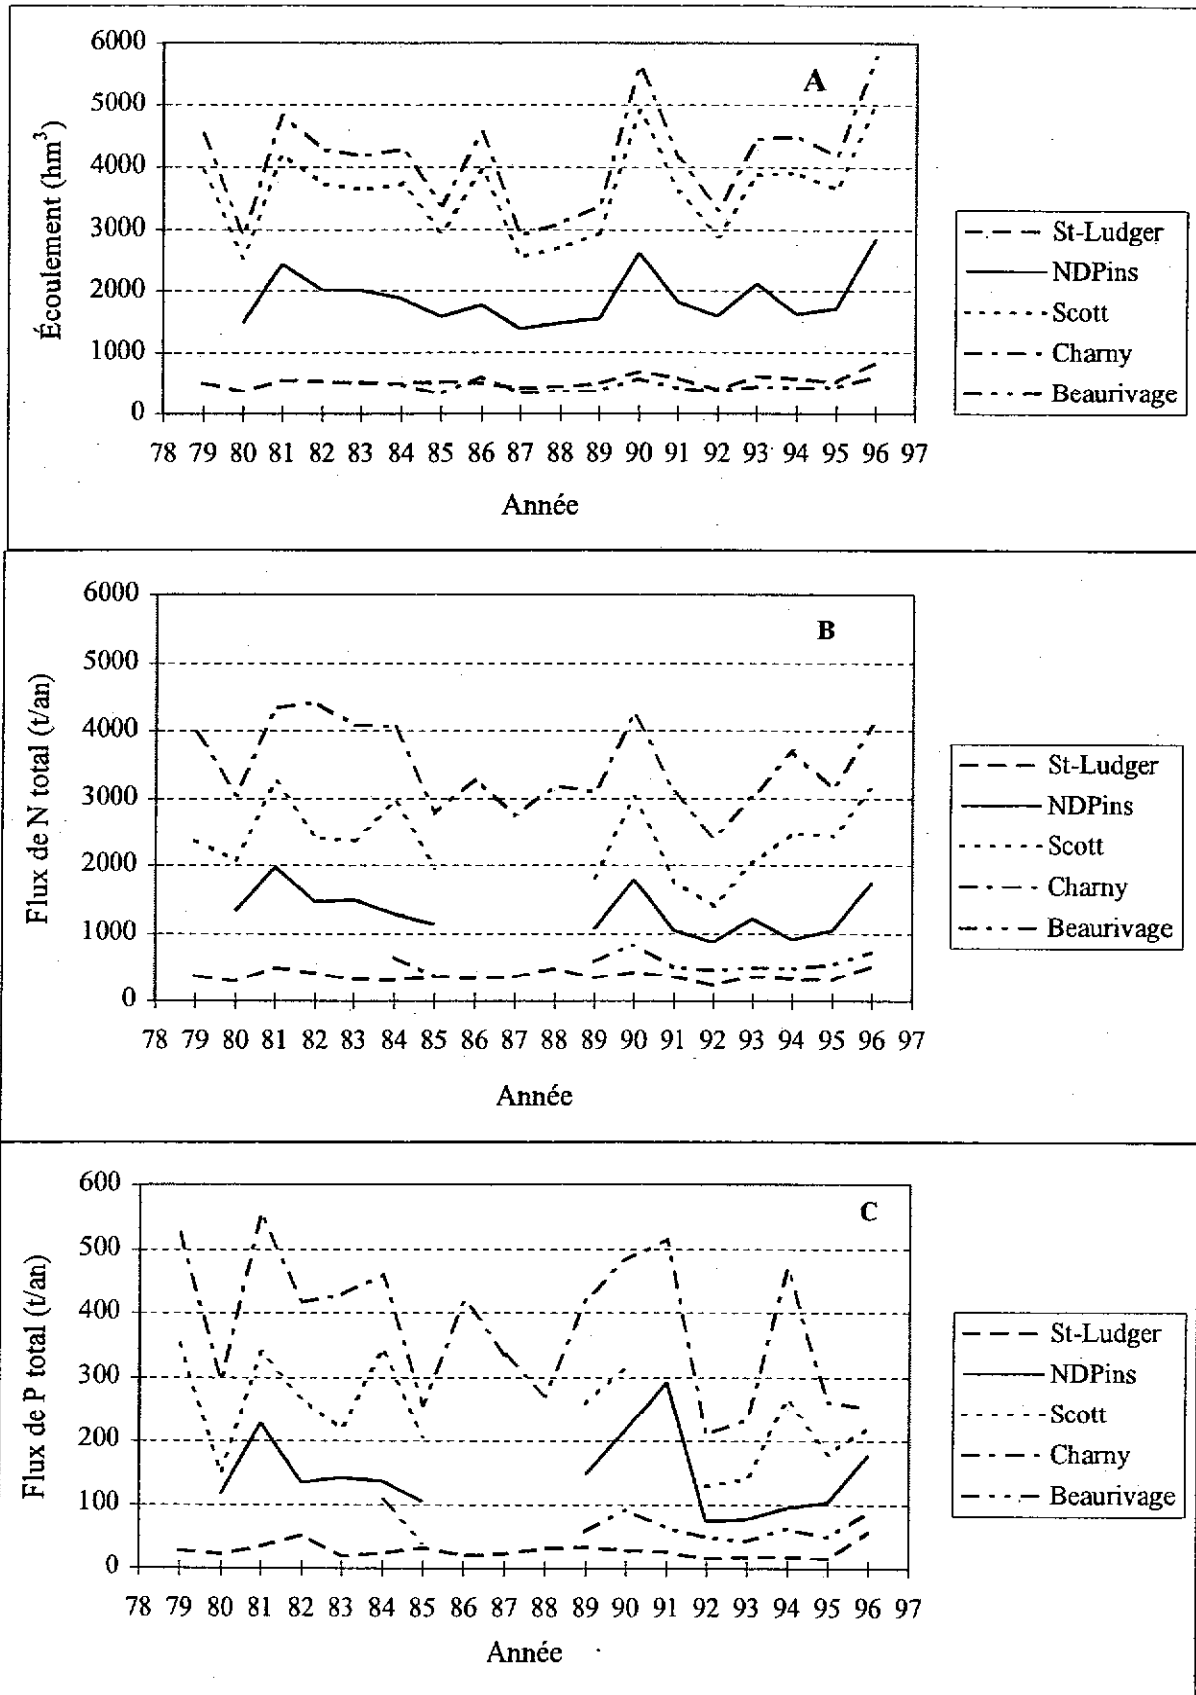 A
Écoulement (hm³)
6000
5000
4000
3000
2000
1000
0
78 79 80 81 82 83 84 85 86 87 88 89 90 91 92 93 94 95 96 97
Année
St-Ludger
NDPins
Scott
Charny
Beaurivage
B
Flux de N total (t/an)
6000
5000
4000
3000
2000
1000
0
78 79 80 81 82 83 84 85 86 87 88 89 90 91 92 93 94 95 96 97
Année
St-Ludger
NDPins
Scott
Charny
Beaurivage
C
Flux de P total (t/an)
600
500
400
300
200
100
0
78 79 80 81 82 83 84 85 86 87 88 89 90 91 92 93 94 95 96 97
Année
St-Ludger
NDPins
Scott
Charny
Beaurivage